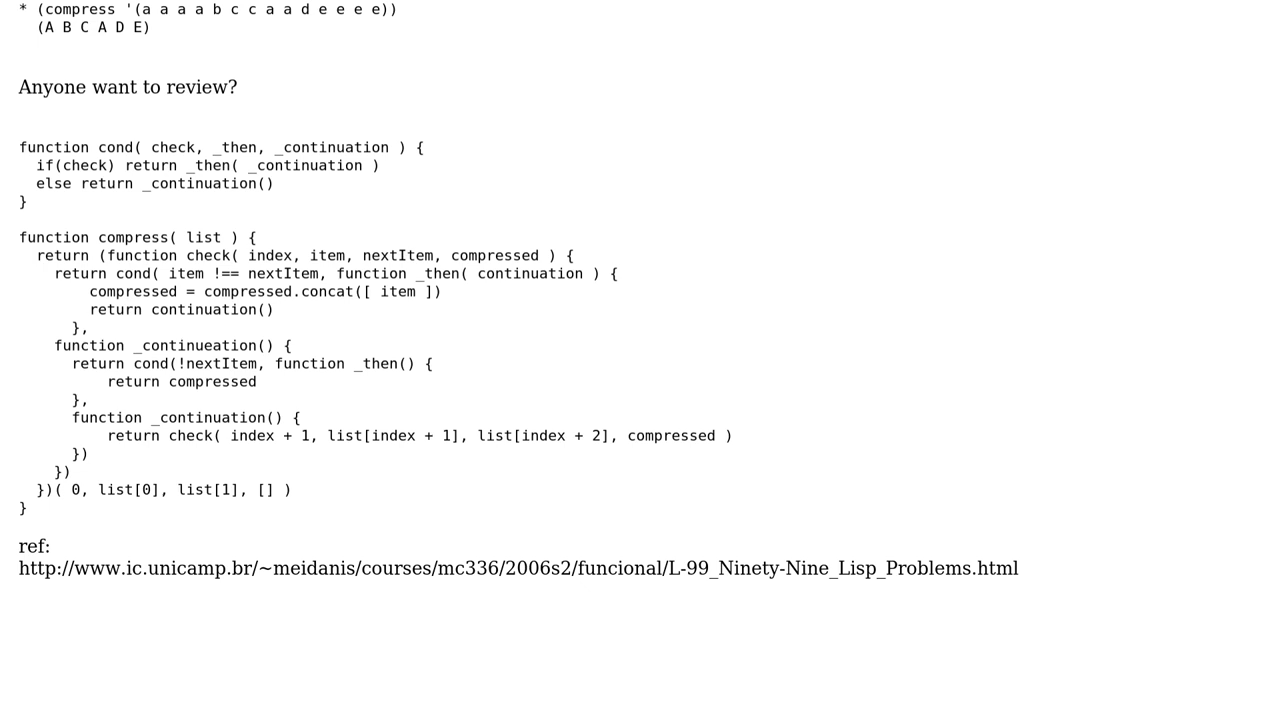 * (compress '(a a a a b c c a a d e e e e))
  (A B C A D E)
Anyone want to review?
function cond( check, _then, _continuation ) {
  if(check) return _then( _continuation )
  else return _continuation()
}
function compress( list ) {
  return (function check( index, item, nextItem, compressed ) {
    return cond( item !== nextItem, function _then( continuation ) {
        compressed = compressed.concat([ item ])
        return continuation()
      },
    function _continueation() {
      return cond(!nextItem, function _then() {
          return compressed
      },
      function _continuation() {
          return check( index + 1, list[index + 1], list[index + 2], compressed )
      })
    })
  })( 0, list[0], list[1], [] )
}
ref:
http://www.ic.unicamp.br/~meidanis/courses/mc336/2006s2/funcional/L-99_Ninety-Nine_Lisp_Problems.html